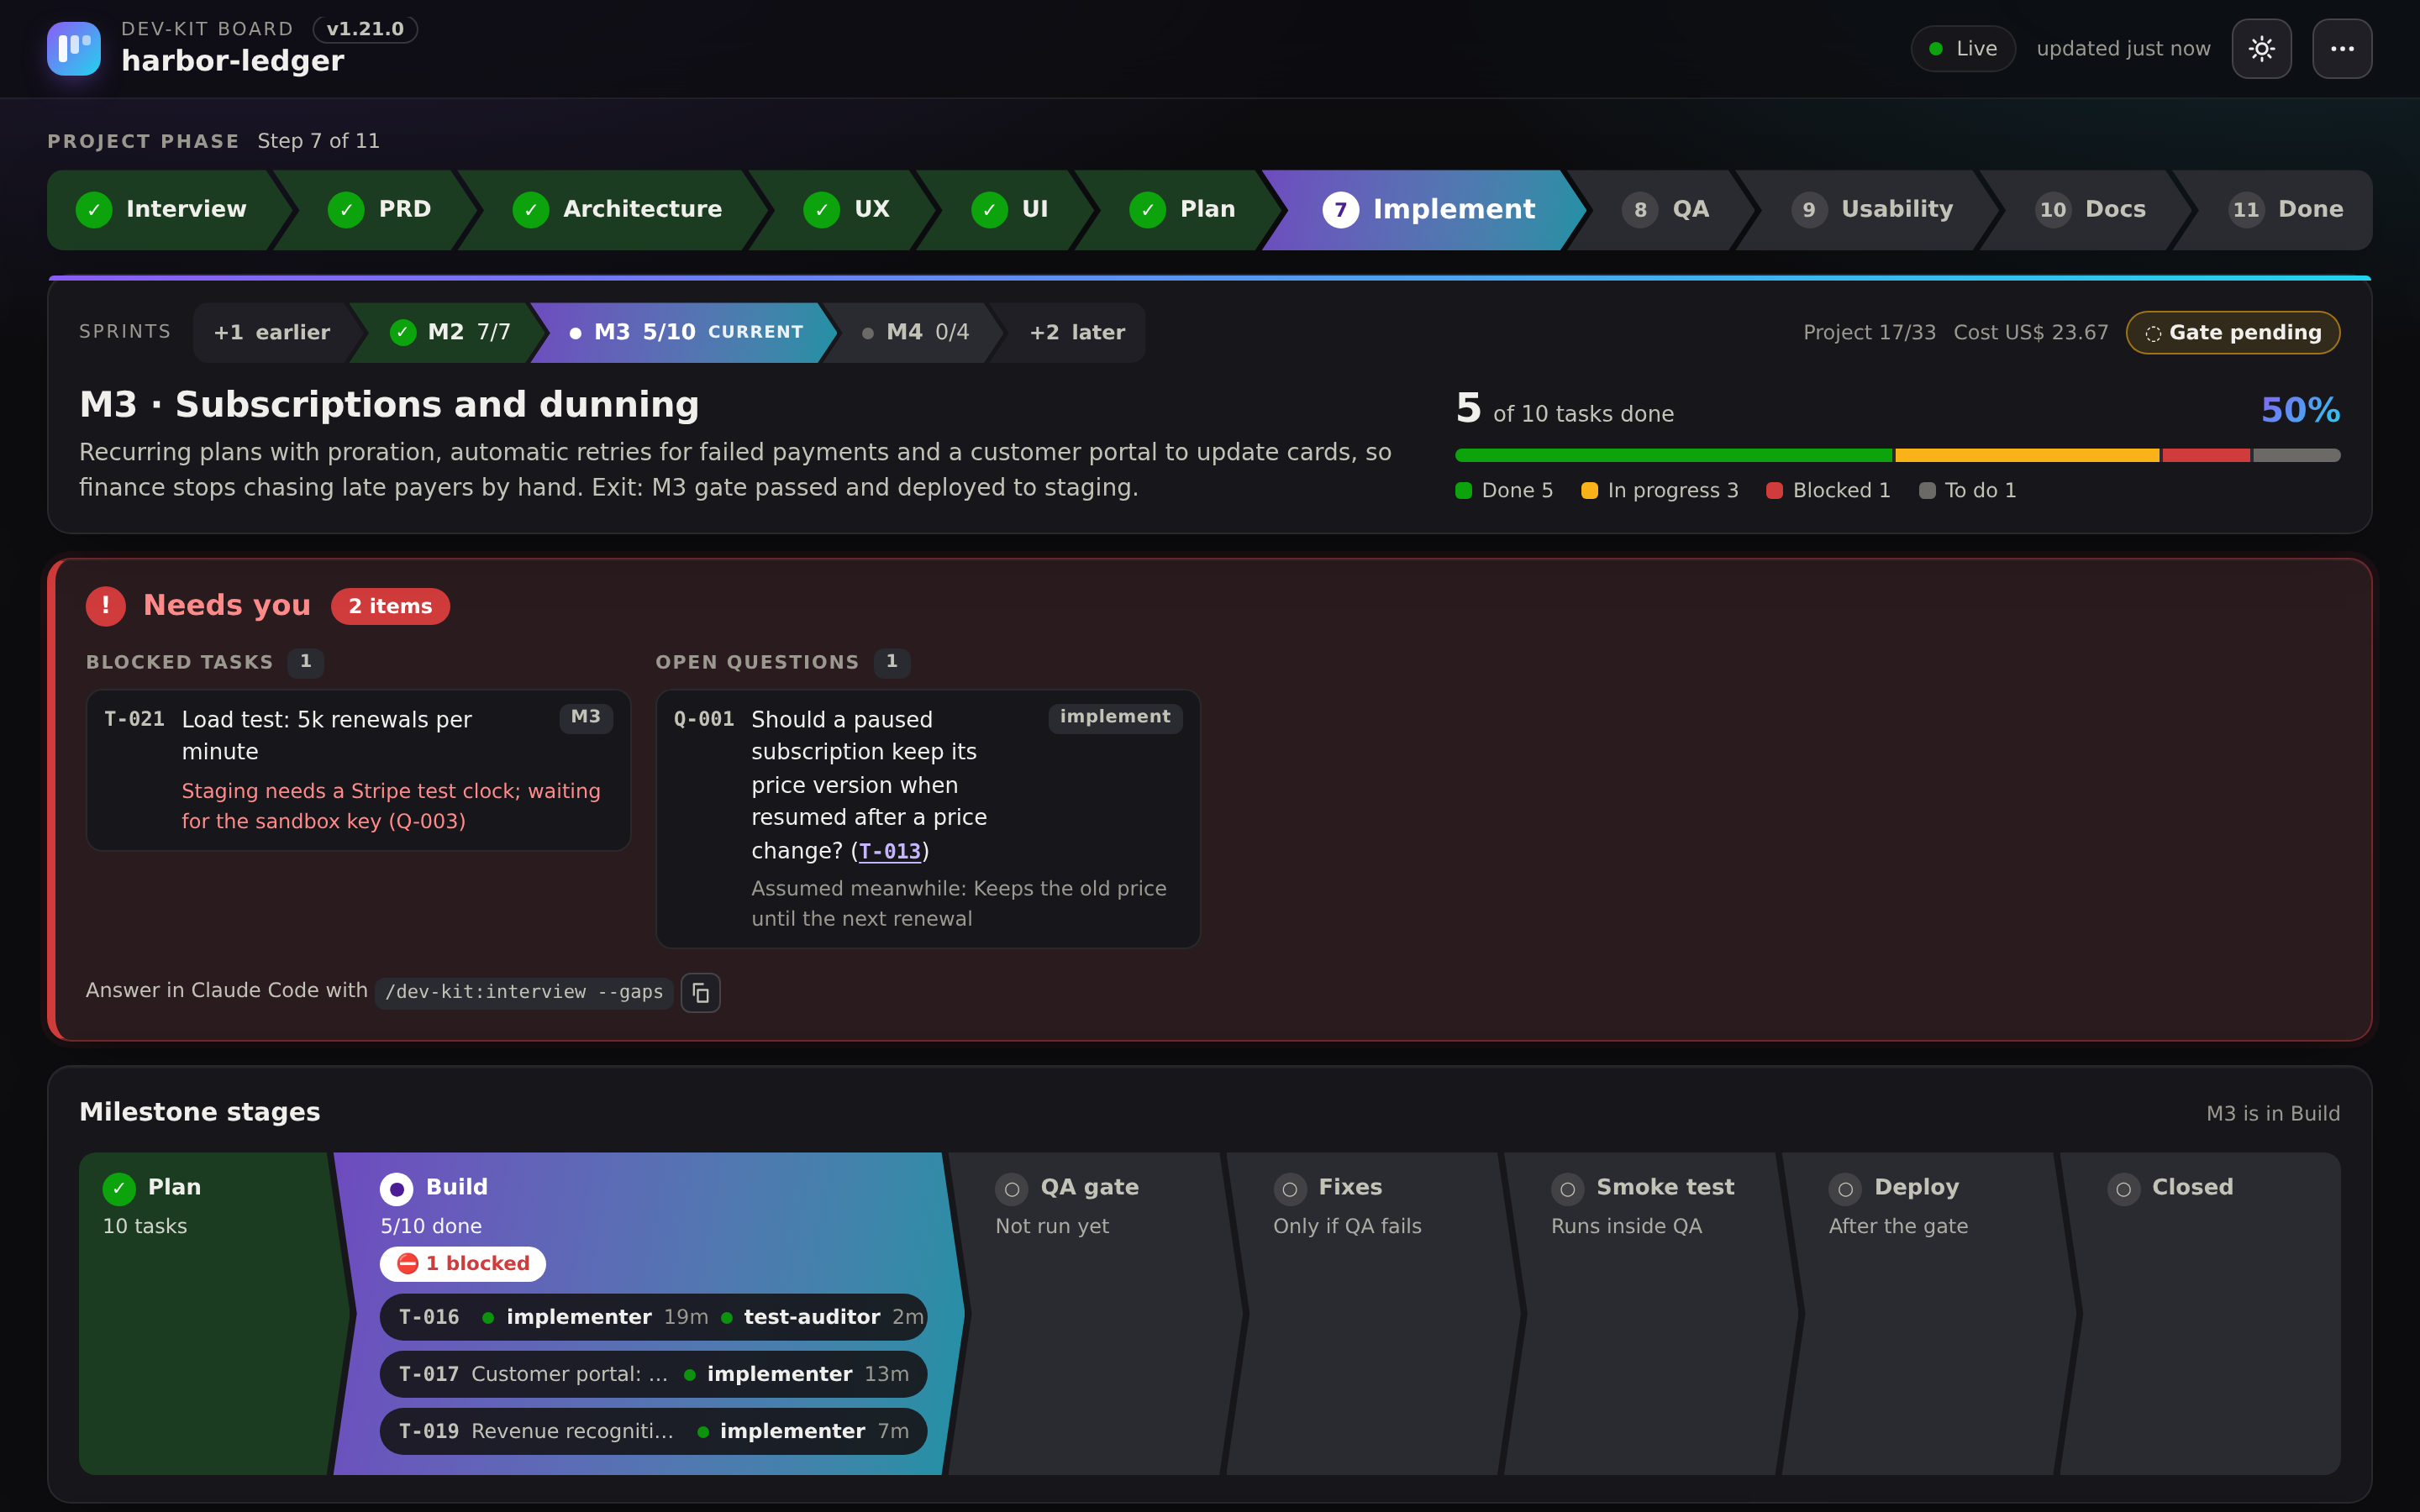 DEV-KIT BOARD v1.21.0
harbor-ledger
Live updated just now
PROJECT PHASE Step 7 of 11
✓ Interview ✓ PRD ✓ Architecture ✓ UX ✓ UI ✓ Plan 7 Implement 8 QA 9 Usability 10 Docs 11 Done
SPRINTS +1 earlier ✓ M2 7/7 M3 5/10 CURRENT M4 0/4 +2 later
Project 17/33 Cost US$ 23.67 Gate pending
M3 · Subscriptions and dunning
Recurring plans with proration, automatic retries for failed payments and a customer portal to update cards, so
finance stops chasing late payers by hand. Exit: M3 gate passed and deployed to staging.
5 of 10 tasks done 50%
Done 5 In progress 3 Blocked 1 To do 1
! Needs you 2 items
BLOCKED TASKS 1
T-021 Load test: 5k renewals per M3
minute
Staging needs a Stripe test clock; waiting
for the sandbox key (Q-003)
OPEN QUESTIONS 1
Q-001 Should a paused implement
subscription keep its
price version when
resumed after a price
change? (T-013)
Assumed meanwhile: Keeps the old price
until the next renewal
Answer in Claude Code with /dev-kit:interview --gaps
Milestone stages M3 is in Build
✓ Plan
10 tasks
Build
5/10 done
⛔ 1 blocked
T-016 implementer 19m test-auditor 2m
T-017 Customer portal: … implementer 13m
T-019 Revenue recogniti… implementer 7m
QA gate
Not run yet
Fixes
Only if QA fails
Smoke test
Runs inside QA
Deploy
After the gate
Closed